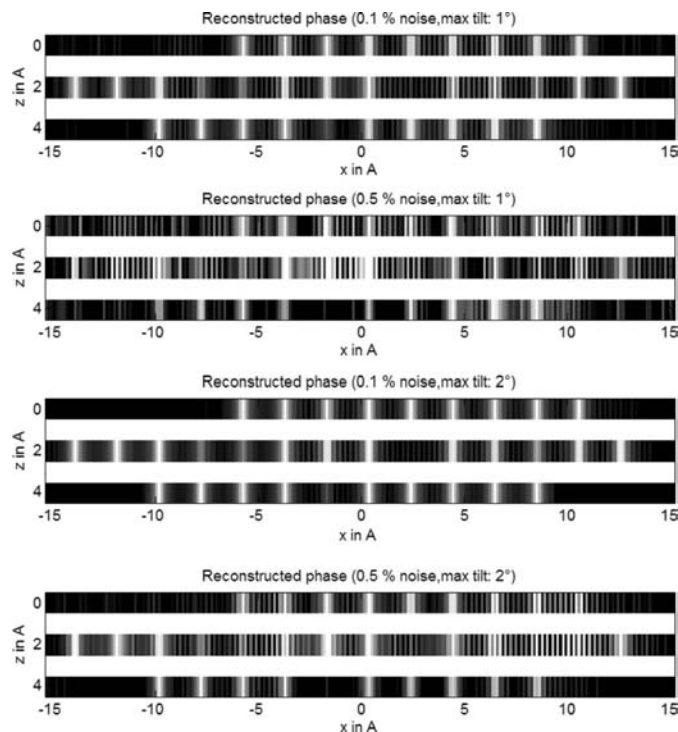 Reconstructed phase (0.1 % noise,max tilt: 1°)
0
2
4
z in A
-15 -10 -5 0 5 10 15
x in A
Reconstructed phase (0.5 % noise,max tilt: 1°)
0
2
4
z in A
-15 -10 -5 0 5 10 15
x in A
Reconstructed phase (0.1 % noise,max tilt: 2°)
0
2
4
z in A
-15 -10 -5 0 5 10 15
x in A
Reconstructed phase (0.5 % noise,max tilt: 2°)
0
2
4
z in A
-15 -10 -5 0 5 10 15
x in A